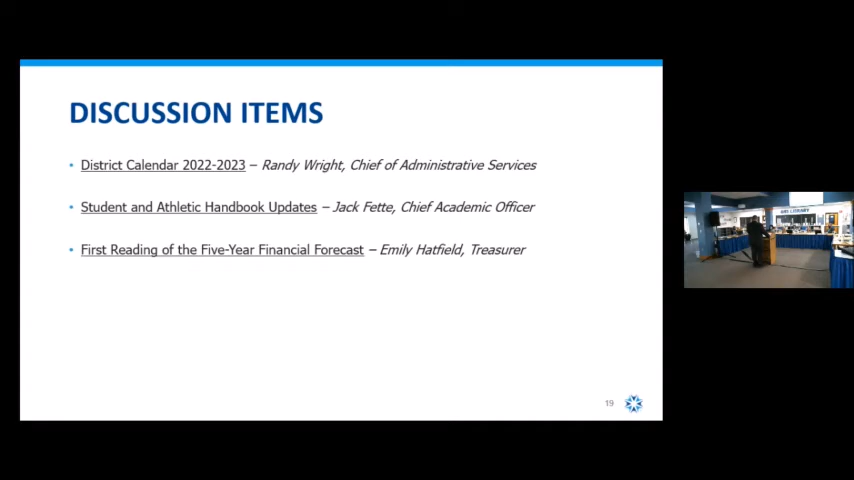 DISCUSSION ITEMS
• District Calendar 2022-2023 – Randy Wright, Chief of Administrative Services
• Student and Athletic Handbook Updates – Jack Fette, Chief Academic Officer
• First Reading of the Five-Year Financial Forecast – Emily Hatfield, Treasurer
19
LIBRARY